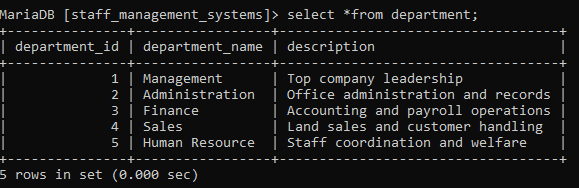 MariaDB [staff_management_systems]> select *from department;
+---------------+-----------------+-----------------------------------+
| department_id | department_name | description                       |
+---------------+-----------------+-----------------------------------+
|             1 | Management      | Top company leadership            |
|             2 | Administration  | Office administration and records |
|             3 | Finance         | Accounting and payroll operations |
|             4 | Sales           | Land sales and customer handling  |
|             5 | Human Resource  | Staff coordination and welfare    |
+---------------+-----------------+-----------------------------------+
5 rows in set (0.000 sec)